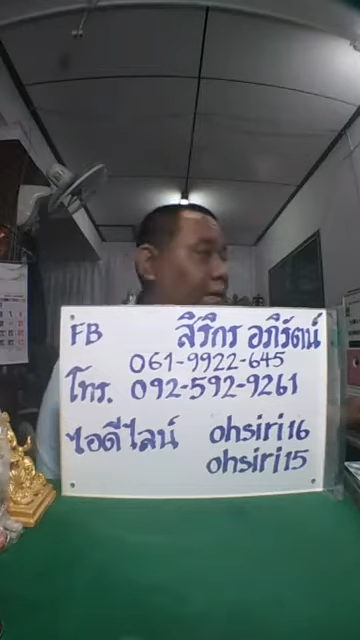 FB สิริกร อภิรัตน์
061-9922-645
โทร. 092-592-9261
ไอดีไลน์ ohsiri16
ohsiri15